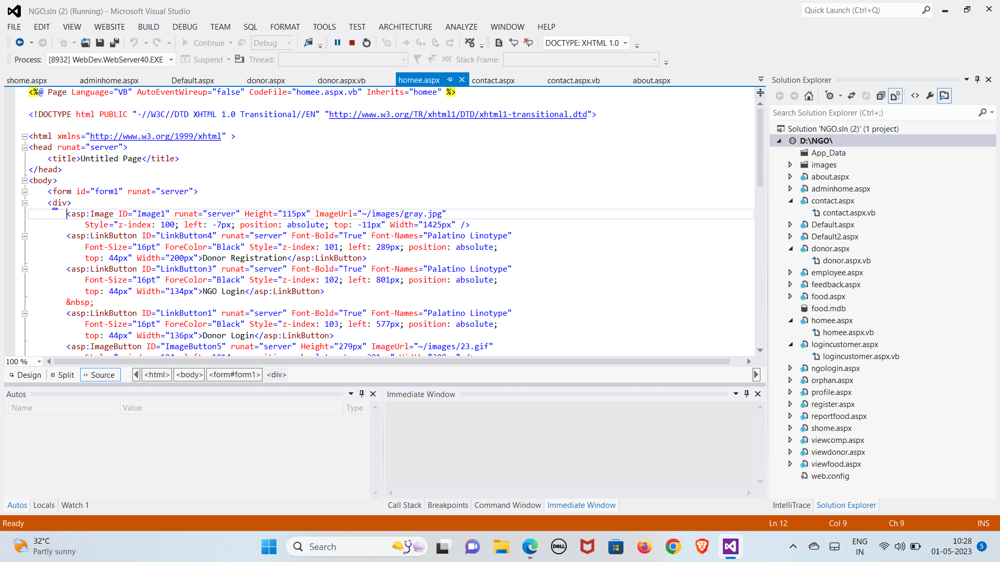 NGO.sln (2) (Running) - Microsoft Visual Studio
Quick Launch (Ctrl+Q)
FILE EDIT VIEW WEBSITE BUILD DEBUG TEAM SQL FORMAT TOOLS TEST ARCHITECTURE ANALYZE WINDOW HELP
Continue Debug DOCTYPE: XHTML 1.0
Process: [8932] WebDev.WebServer40.EXE Suspend Thread: Stack Frame:
shome.aspx adminhome.aspx Default.aspx donor.aspx donor.aspx.vb homee.aspx contact.aspx contact.aspx.vb about.aspx
<%@ Page Language="VB" AutoEventWireup="false" CodeFile="homee.aspx.vb" Inherits="homee" %>
<!DOCTYPE html PUBLIC "-//W3C//DTD XHTML 1.0 Transitional//EN" "http://www.w3.org/TR/xhtml1/DTD/xhtml1-transitional.dtd">
<html xmlns="http://www.w3.org/1999/xhtml" >
<head runat="server">
<title>Untitled Page</title>
</head>
<body>
<form id="form1" runat="server">
<div>
<asp:Image ID="Image1" runat="server" Height="115px" ImageUrl="~/images/gray.jpg"
Style="z-index: 100; left: -7px; position: absolute; top: -11px" Width="1425px" />
<asp:LinkButton ID="LinkButton4" runat="server" Font-Bold="True" Font-Names="Palatino Linotype"
Font-Size="16pt" ForeColor="Black" Style="z-index: 101; left: 289px; position: absolute;
top: 44px" Width="200px">Donor Registration</asp:LinkButton>
<asp:LinkButton ID="LinkButton3" runat="server" Font-Bold="True" Font-Names="Palatino Linotype"
Font-Size="16pt" ForeColor="Black" Style="z-index: 102; left: 801px; position: absolute;
top: 44px" Width="134px">NGO Login</asp:LinkButton>
&nbsp;
<asp:LinkButton ID="LinkButton1" runat="server" Font-Bold="True" Font-Names="Palatino Linotype"
Font-Size="16pt" ForeColor="Black" Style="z-index: 103; left: 577px; position: absolute;
top: 44px" Width="136px">Donor Login</asp:LinkButton>
<asp:ImageButton ID="ImageButton5" runat="server" Height="279px" ImageUrl="~/images/23.gif"
100 %
Design Split Source <html> <body> <form#form1> <div>
Autos
Name Value Type
Autos Locals Watch 1
Immediate Window
Call Stack Breakpoints Command Window Immediate Window
Solution Explorer
Search Solution Explorer (Ctrl+;)
Solution 'NGO.sln (2)' (1 project)
D:\NGO\
App_Data
images
about.aspx
adminhome.aspx
contact.aspx
contact.aspx.vb
Default.aspx
Default2.aspx
donor.aspx
donor.aspx.vb
employee.aspx
feedback.aspx
food.aspx
food.mdb
homee.aspx
homee.aspx.vb
logincustomer.aspx
logincustomer.aspx.vb
ngologin.aspx
orphan.aspx
profile.aspx
register.aspx
reportfood.aspx
shome.aspx
viewcomp.aspx
viewdonor.aspx
viewfood.aspx
web.config
IntelliTrace Solution Explorer
Ready Ln 12 Col 9 Ch 9 INS
32°C
Partly sunny
Search
DELL
ENG
IN
10:28
01-05-2023
5